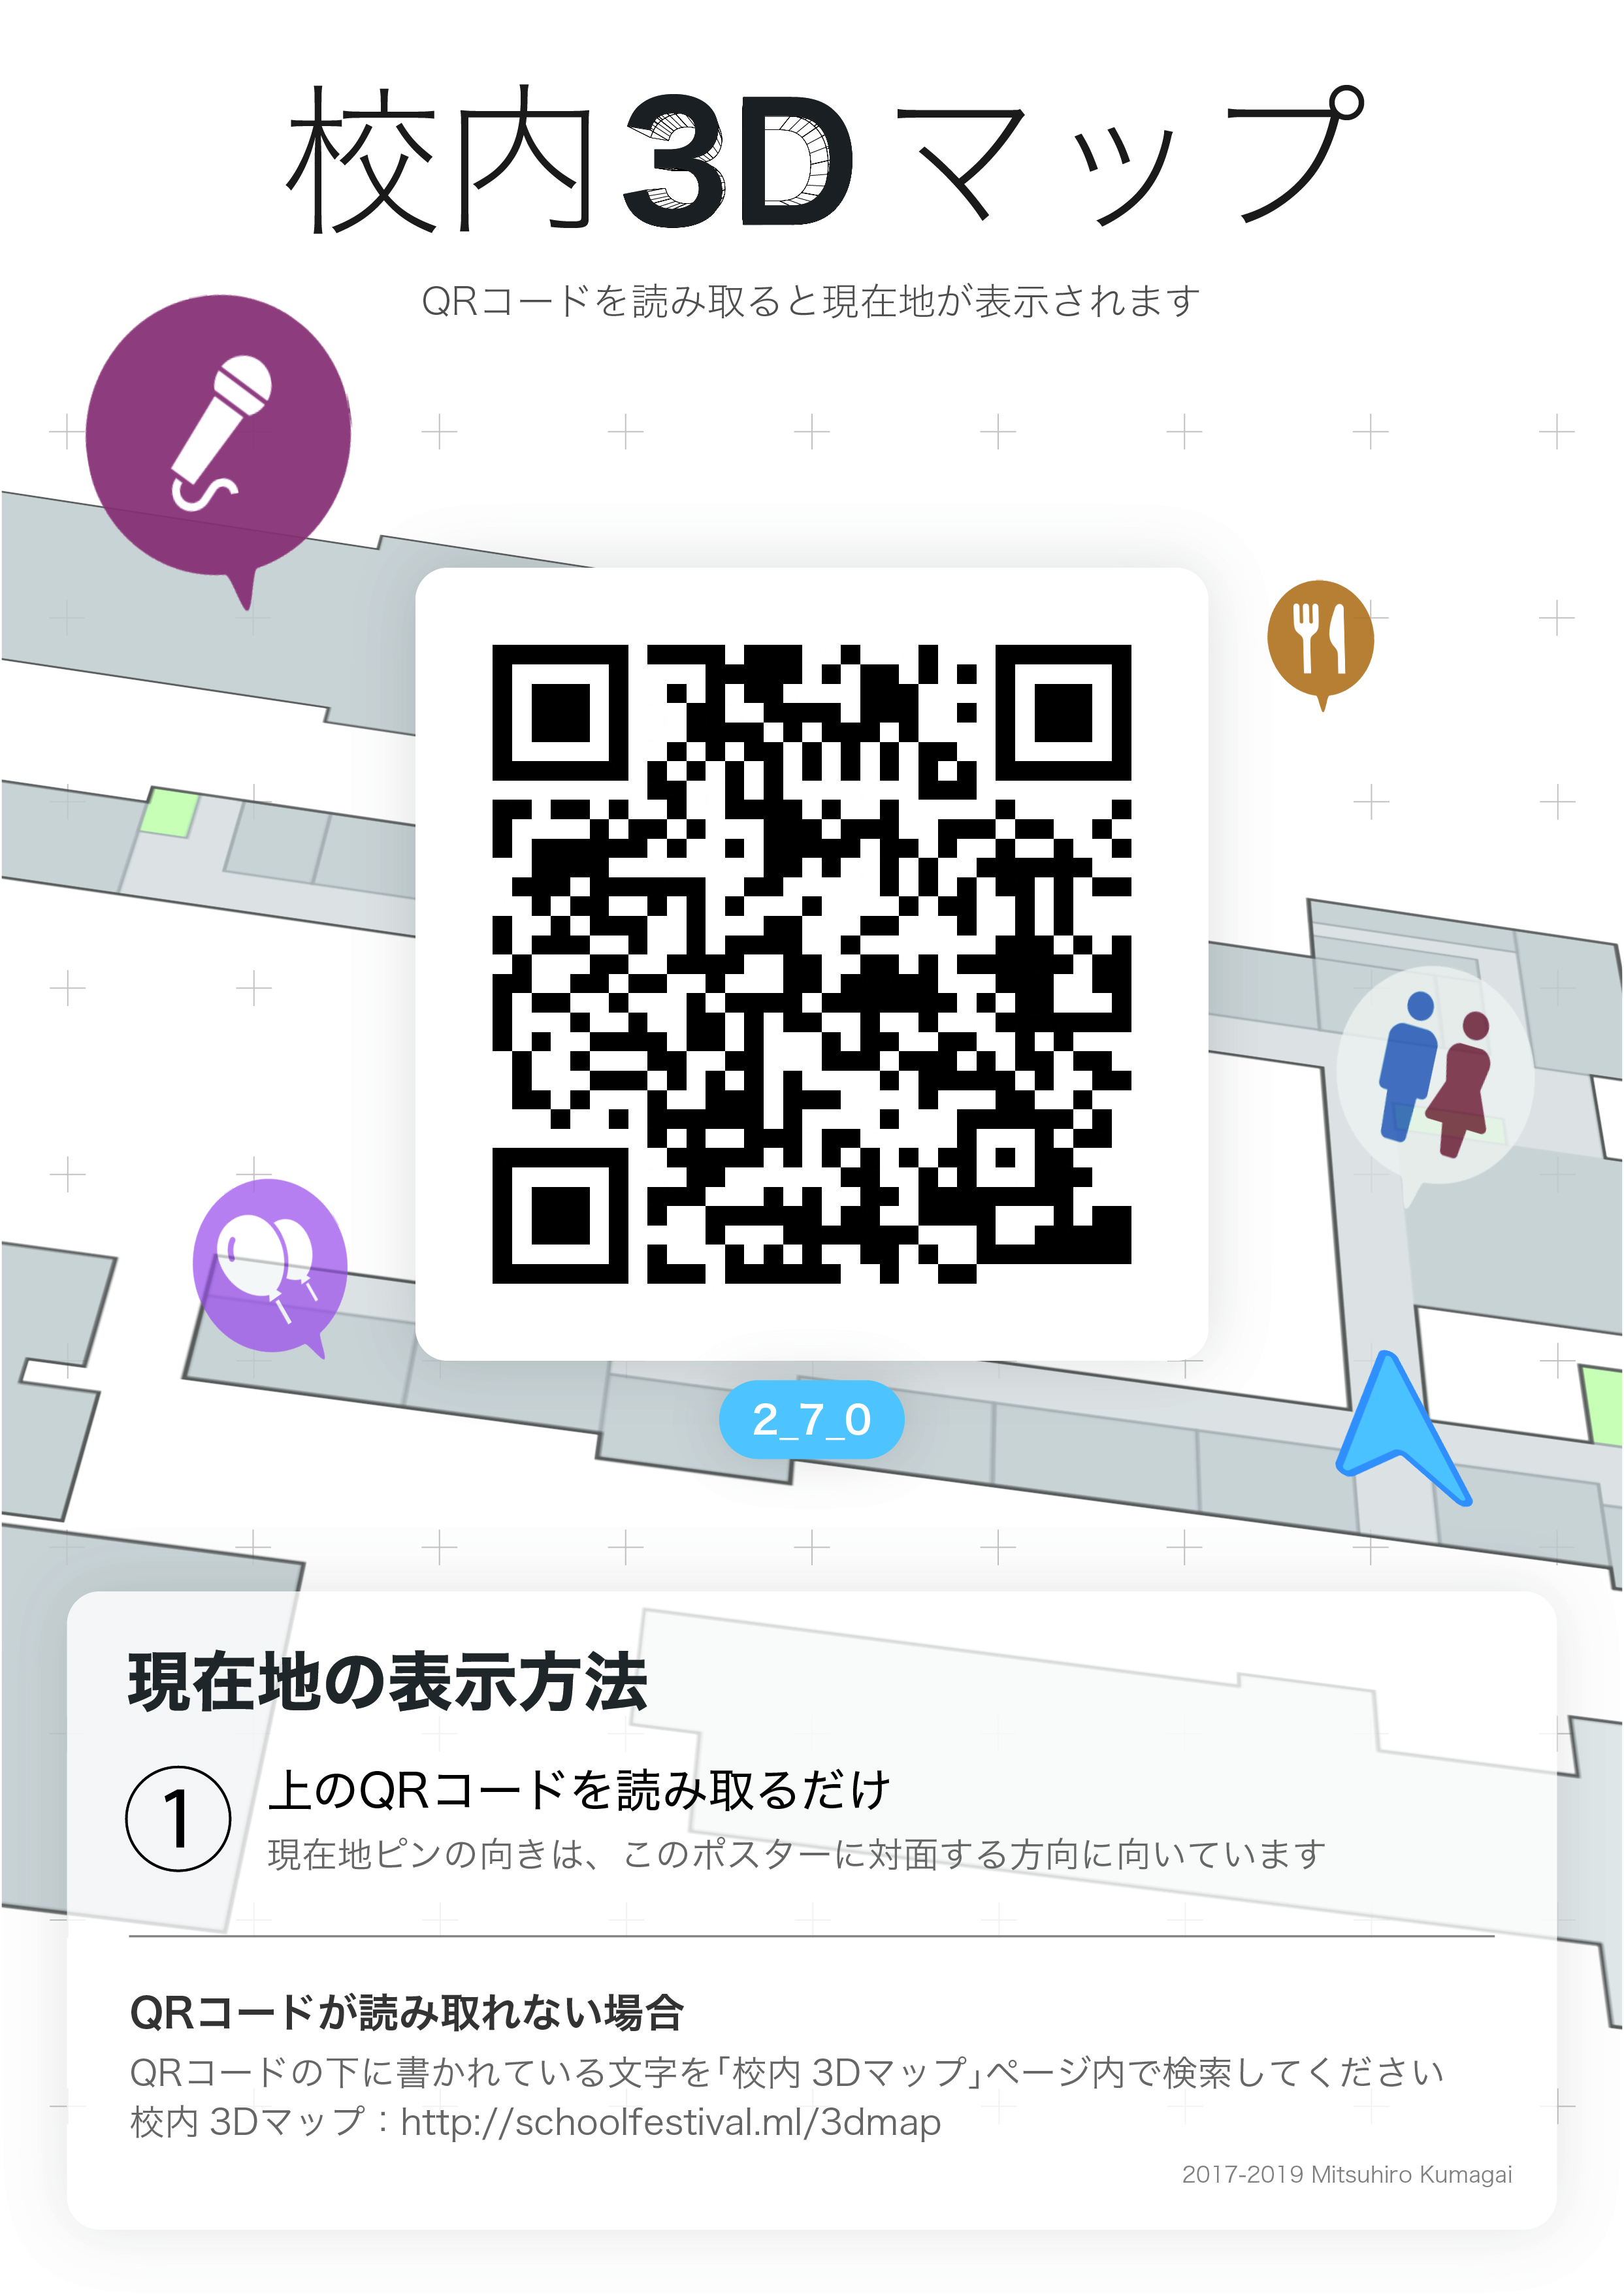 校内3Dマップ
QRコードを読み取ると現在地が表示されます
2_7_0
現在地の表示方法
① 上のQRコードを読み取るだけ
現在地ピンの向きは、このポスターに対面する方向に向いています
QRコードが読み取れない場合
QRコードの下に書かれている文字を「校内 3Dマップ」ページ内で検索してください
校内 3Dマップ：http://schoolfestival.ml/3dmap
2017-2019 Mitsuhiro Kumagai